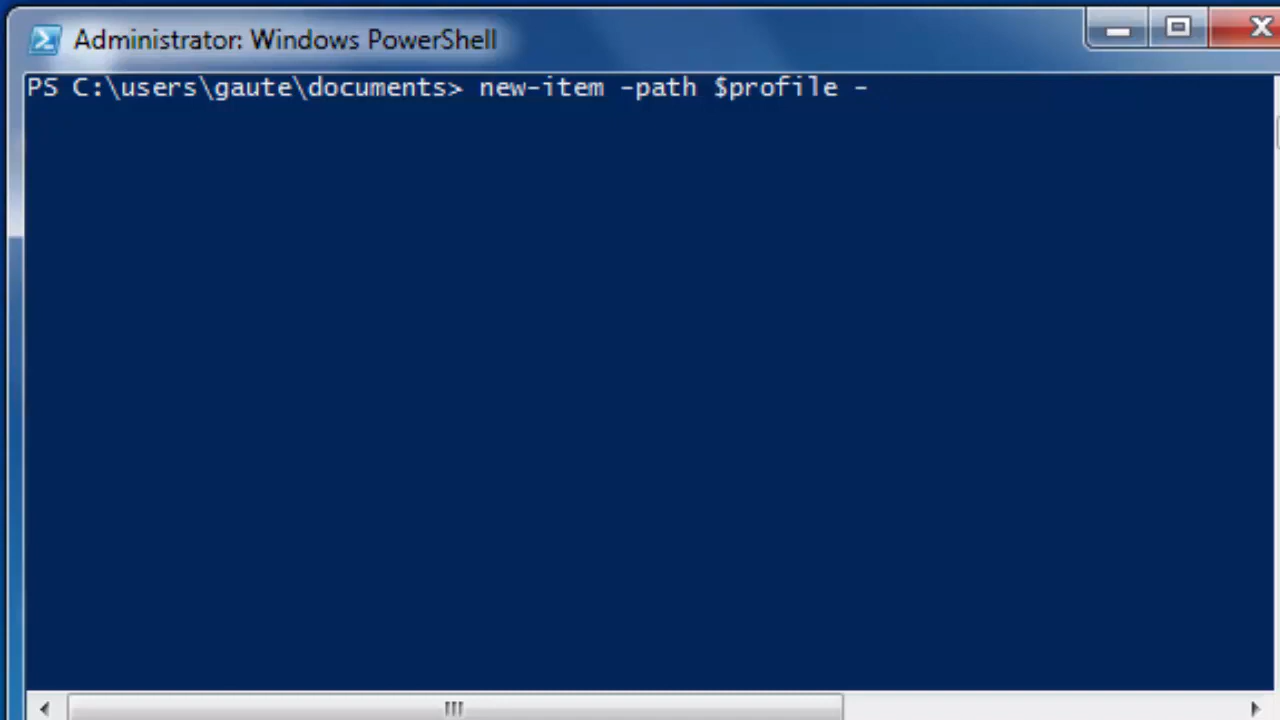 Administrator: Windows PowerShell
PS C:\users\gaute\documents> new-item -path $profile -